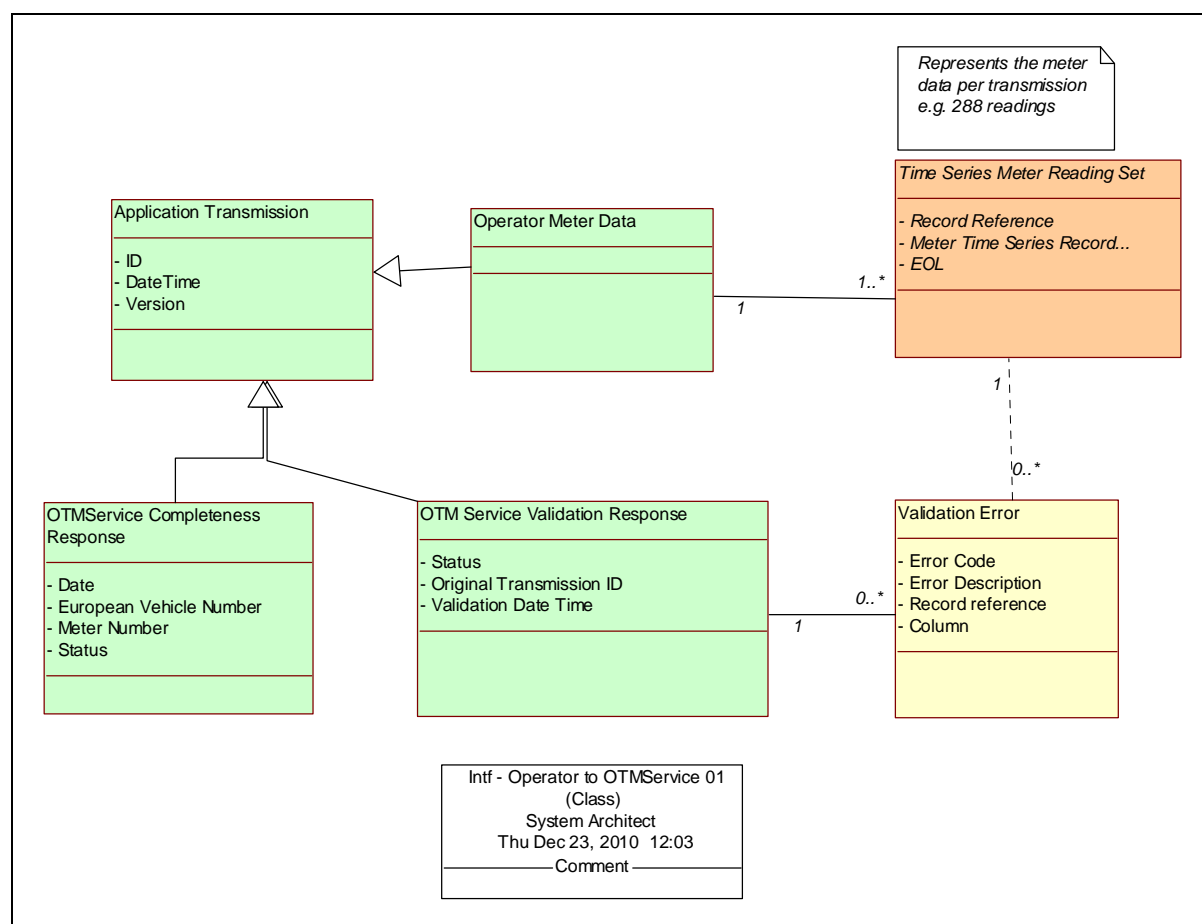 Represents the meter
data per transmission
e.g. 288 readings
Time Series Meter Reading Set
- Record Reference
- Meter Time Series Record...
- EOL
Application Transmission
- ID
- DateTime
- Version
Operator Meter Data
1
1..*
1
0..*
OTMService Completeness
Response
- Date
- European Vehicle Number
- Meter Number
- Status
OTM Service Validation Response
- Status
- Original Transmission ID
- Validation Date Time
1
0..*
Validation Error
- Error Code
- Error Description
- Record reference
- Column
Intf - Operator to OTMService 01
(Class)
System Architect
Thu Dec 23, 2010 12:03
Comment